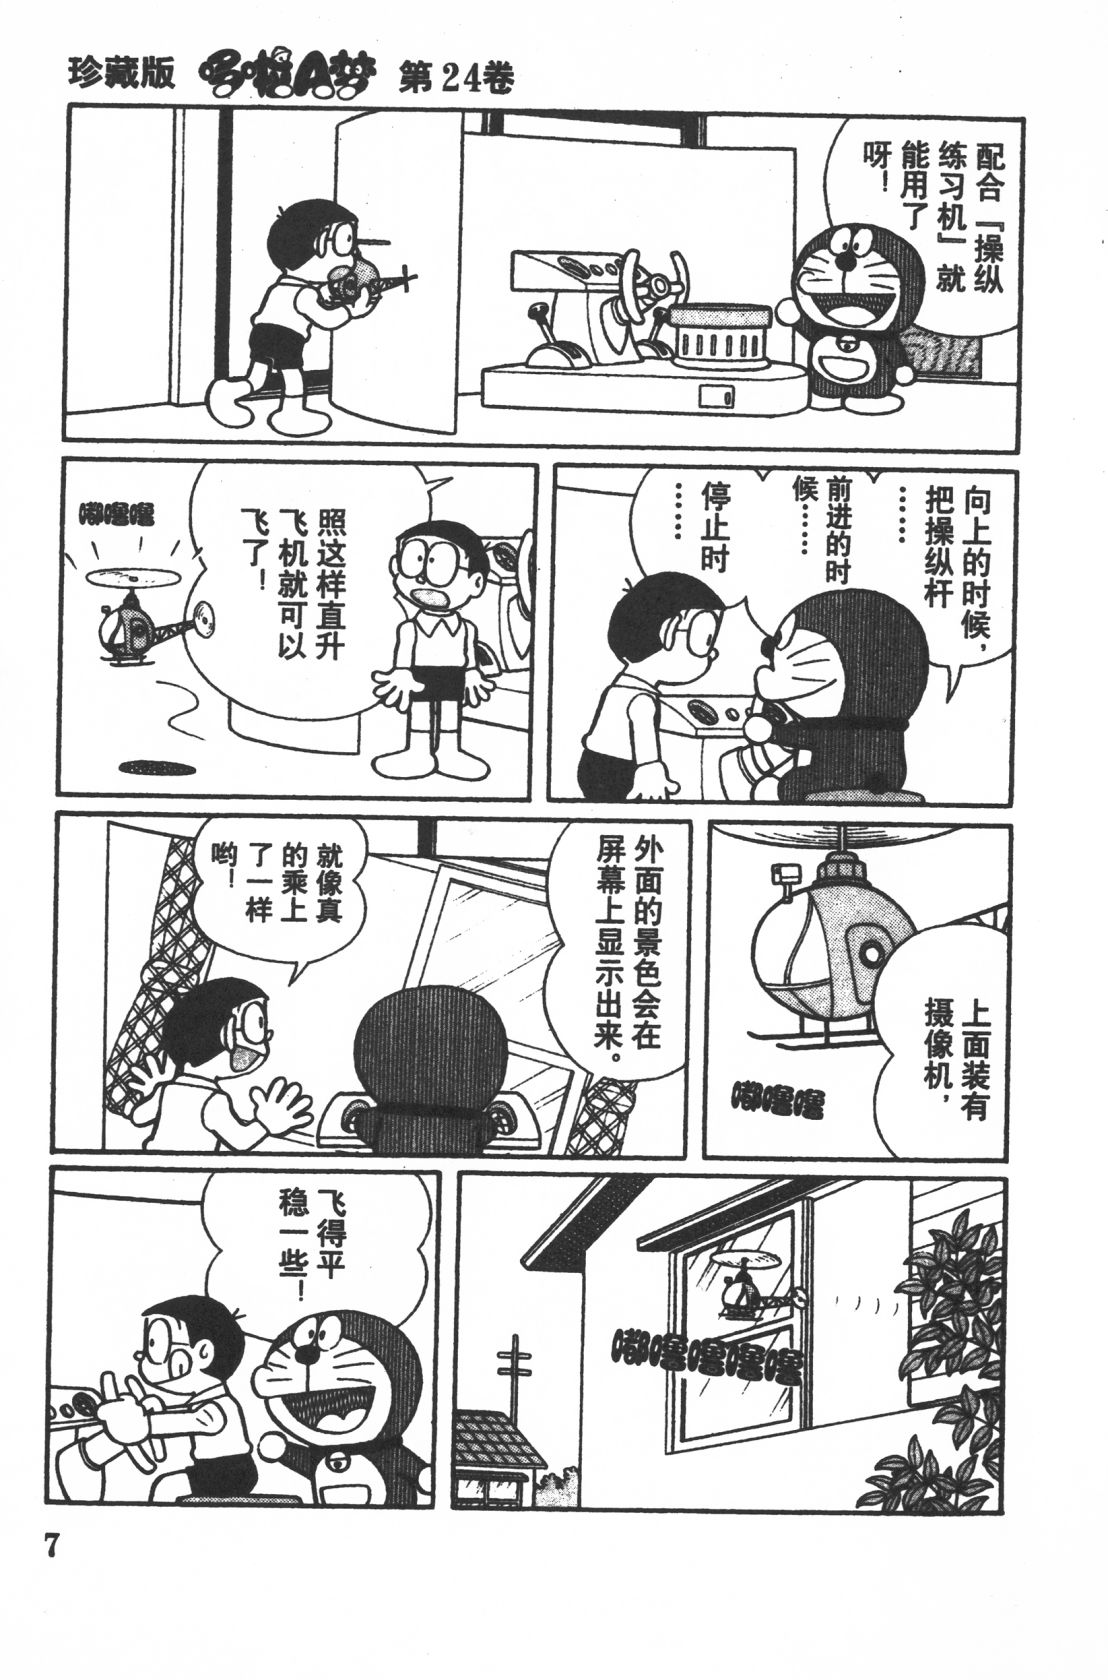 珍藏版 哆啦A梦 第24卷
配合『操纵
练习机』就
能用了
呀！
向上的时候，
把操纵杆
……
前进的时
候……
停止时
……
照这样直升
飞机就可以
飞了！
嘟噜噜
上面装有
摄像机，
嘟噜噜
外面的景色会在
屏幕上显示出来。
就像真
的乘上
了一样
哟！
嘟噜噜噜噜
飞得平
稳一些！
7